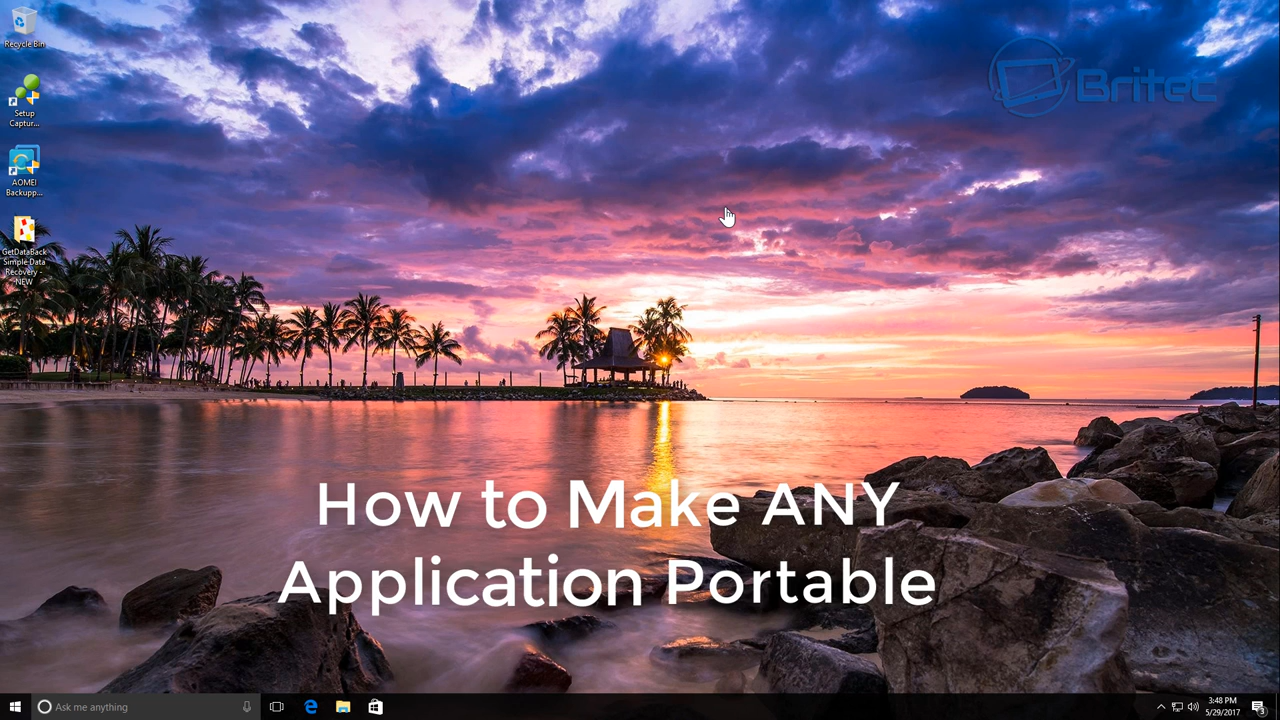 Recycle Bin
Britec
Setup
Captur...
AOMEI
Backupp...
GetDataBack
Simple Data
Recovery -
NEW
How to Make ANY
Application Portable
Ask me anything
3:48 PM
5/29/2017
3